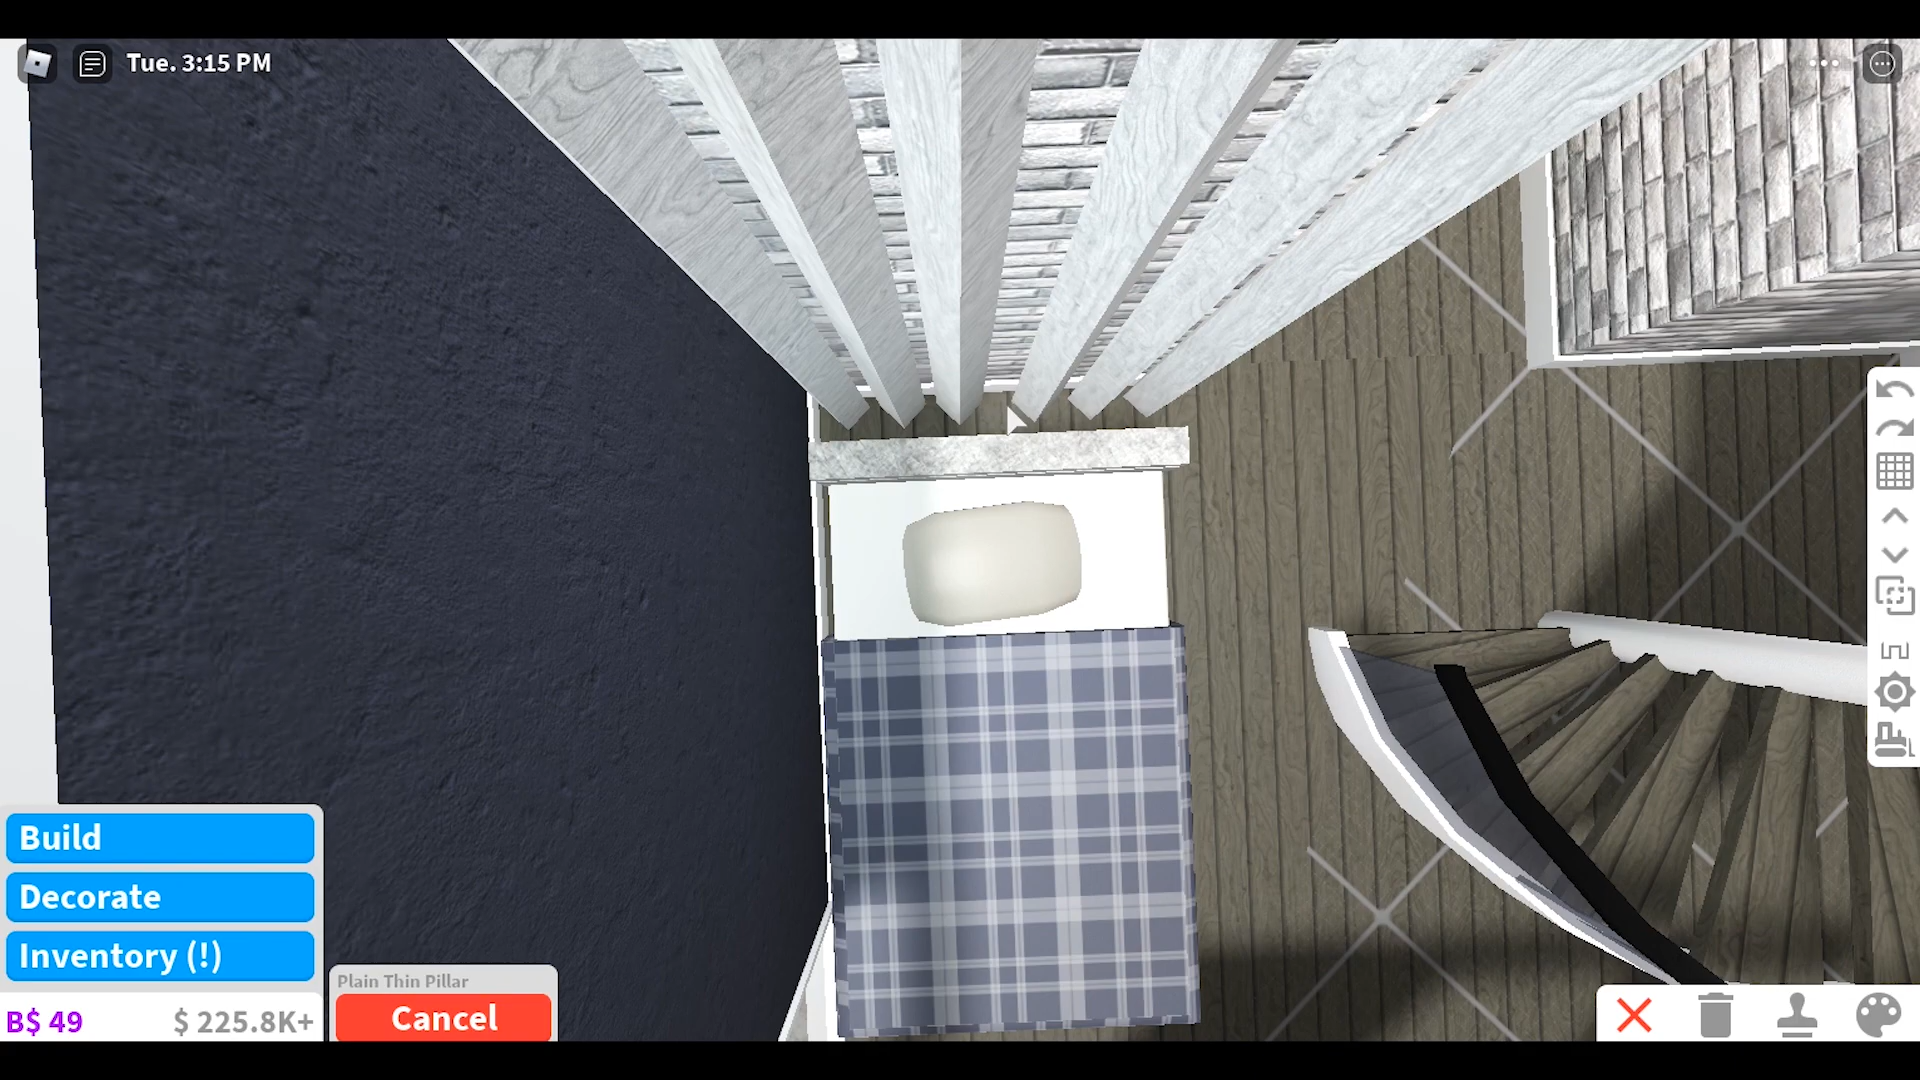 Tue. 3:15 PM
Build
Decorate
Inventory (!)
B$ 49
$ 225.8K+
Plain Thin Pillar
Cancel